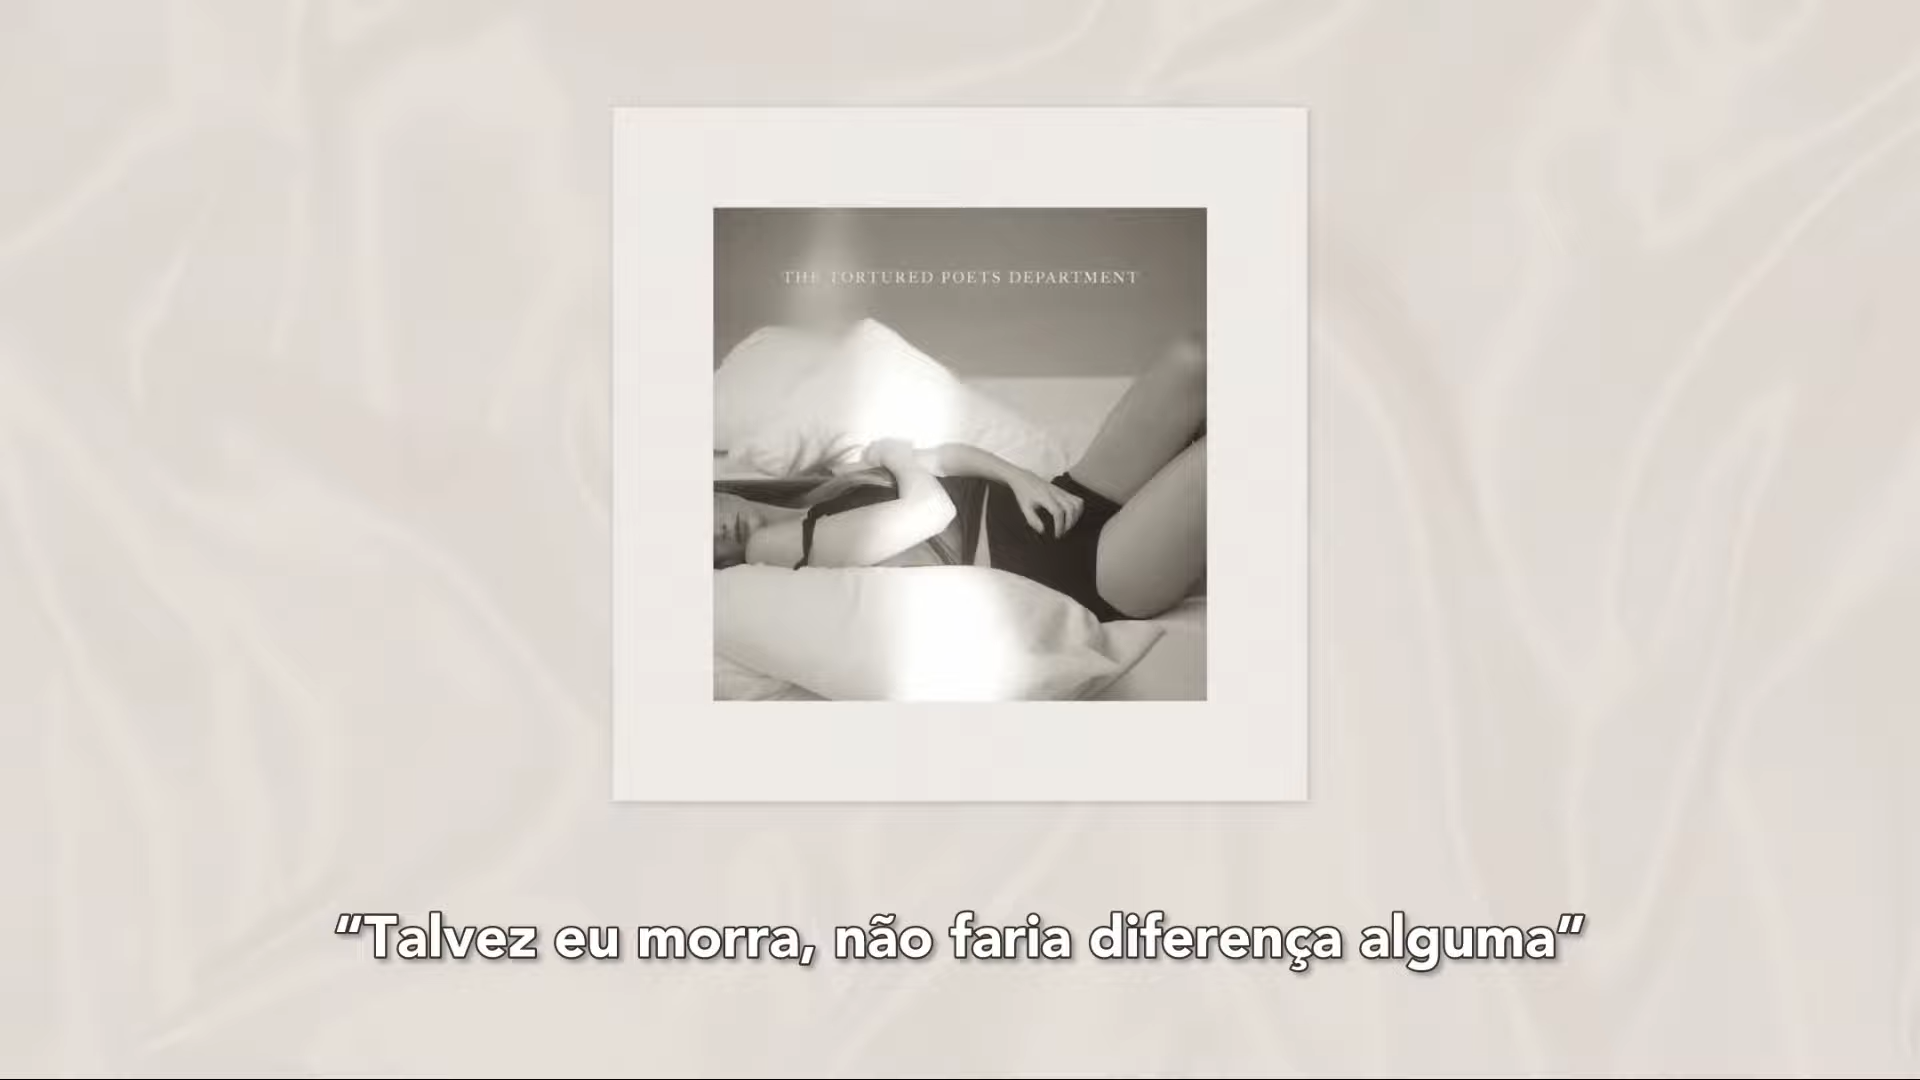 THE TORTURED POETS DEPARTMENT
“Talvez eu morra, não faria diferença alguma”